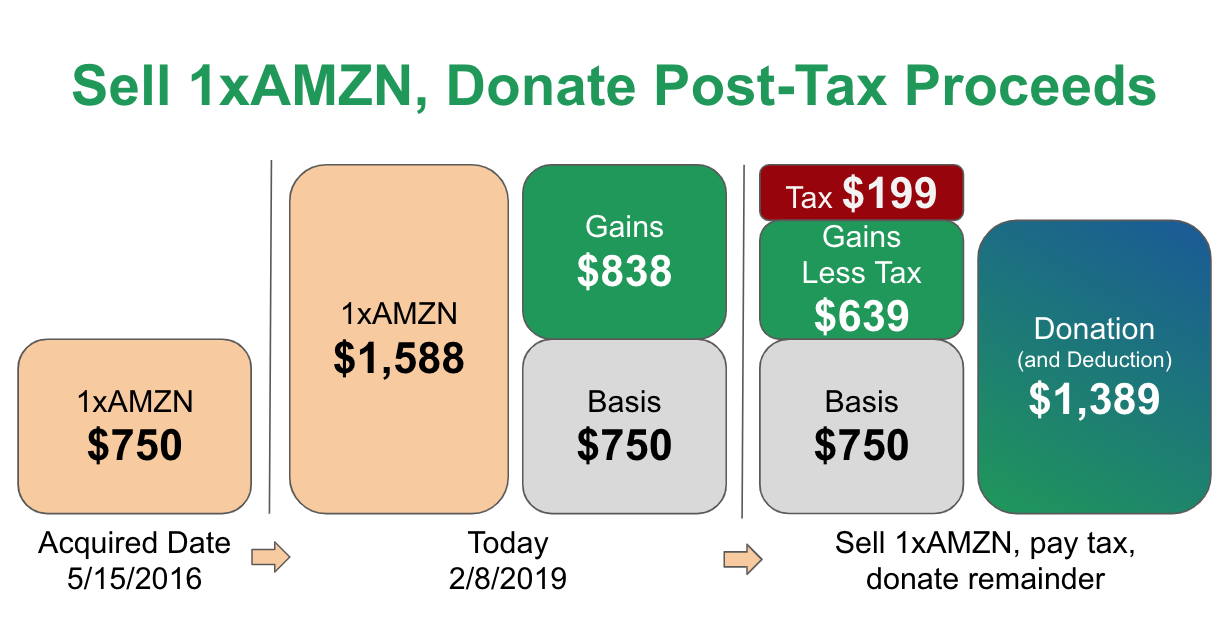 Sell 1xAMZN, Donate Post-Tax Proceeds
1xAMZN
$750
Acquired Date
5/15/2016
1xAMZN
$1,588
Gains
$838
Basis
$750
Today
2/8/2019
Tax $199
Gains
Less Tax
$639
Basis
$750
Donation
(and Deduction)
$1,389
Sell 1xAMZN, pay tax,
donate remainder